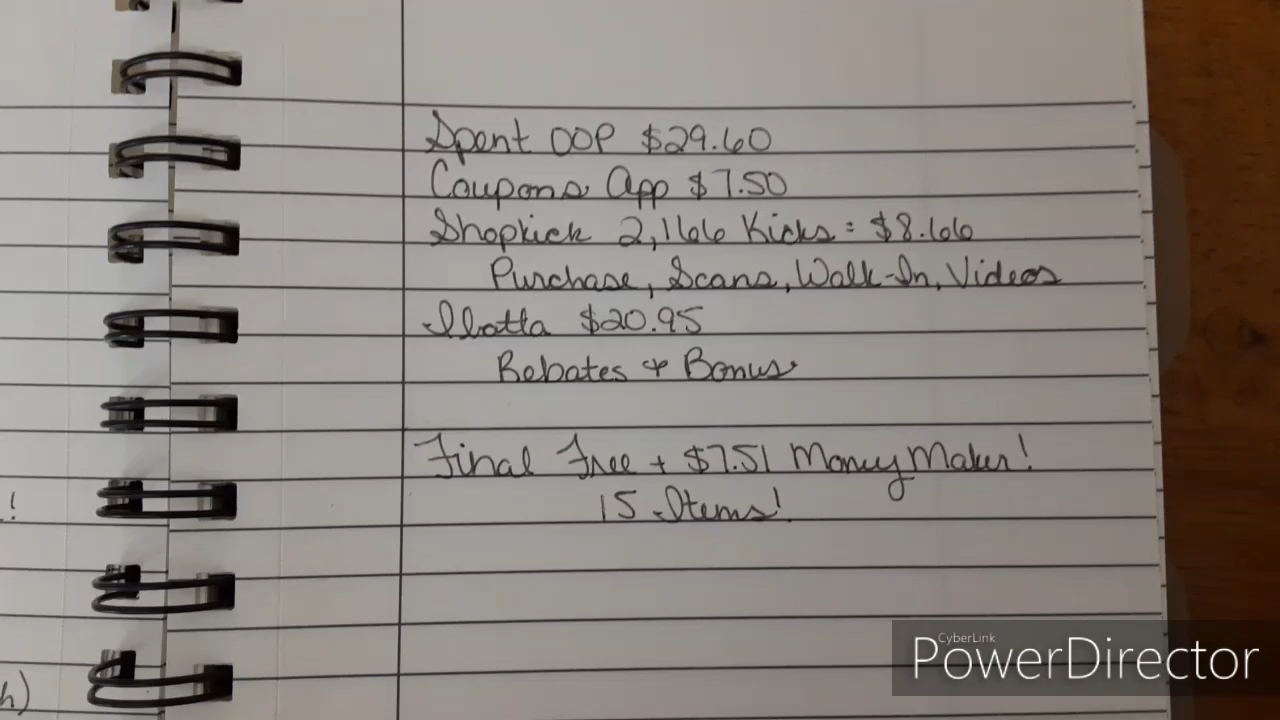 Spent OOP $29.60
Coupons App $7.50
Shopkick 2,166 Kicks = $8.66
Purchase, Scans, Walk-In, Videos
Ibotta $20.95
Rebates + Bonus
Final Free + $7.51 Money Maker!
15 Items!
!
h)
CyberLink
PowerDirector